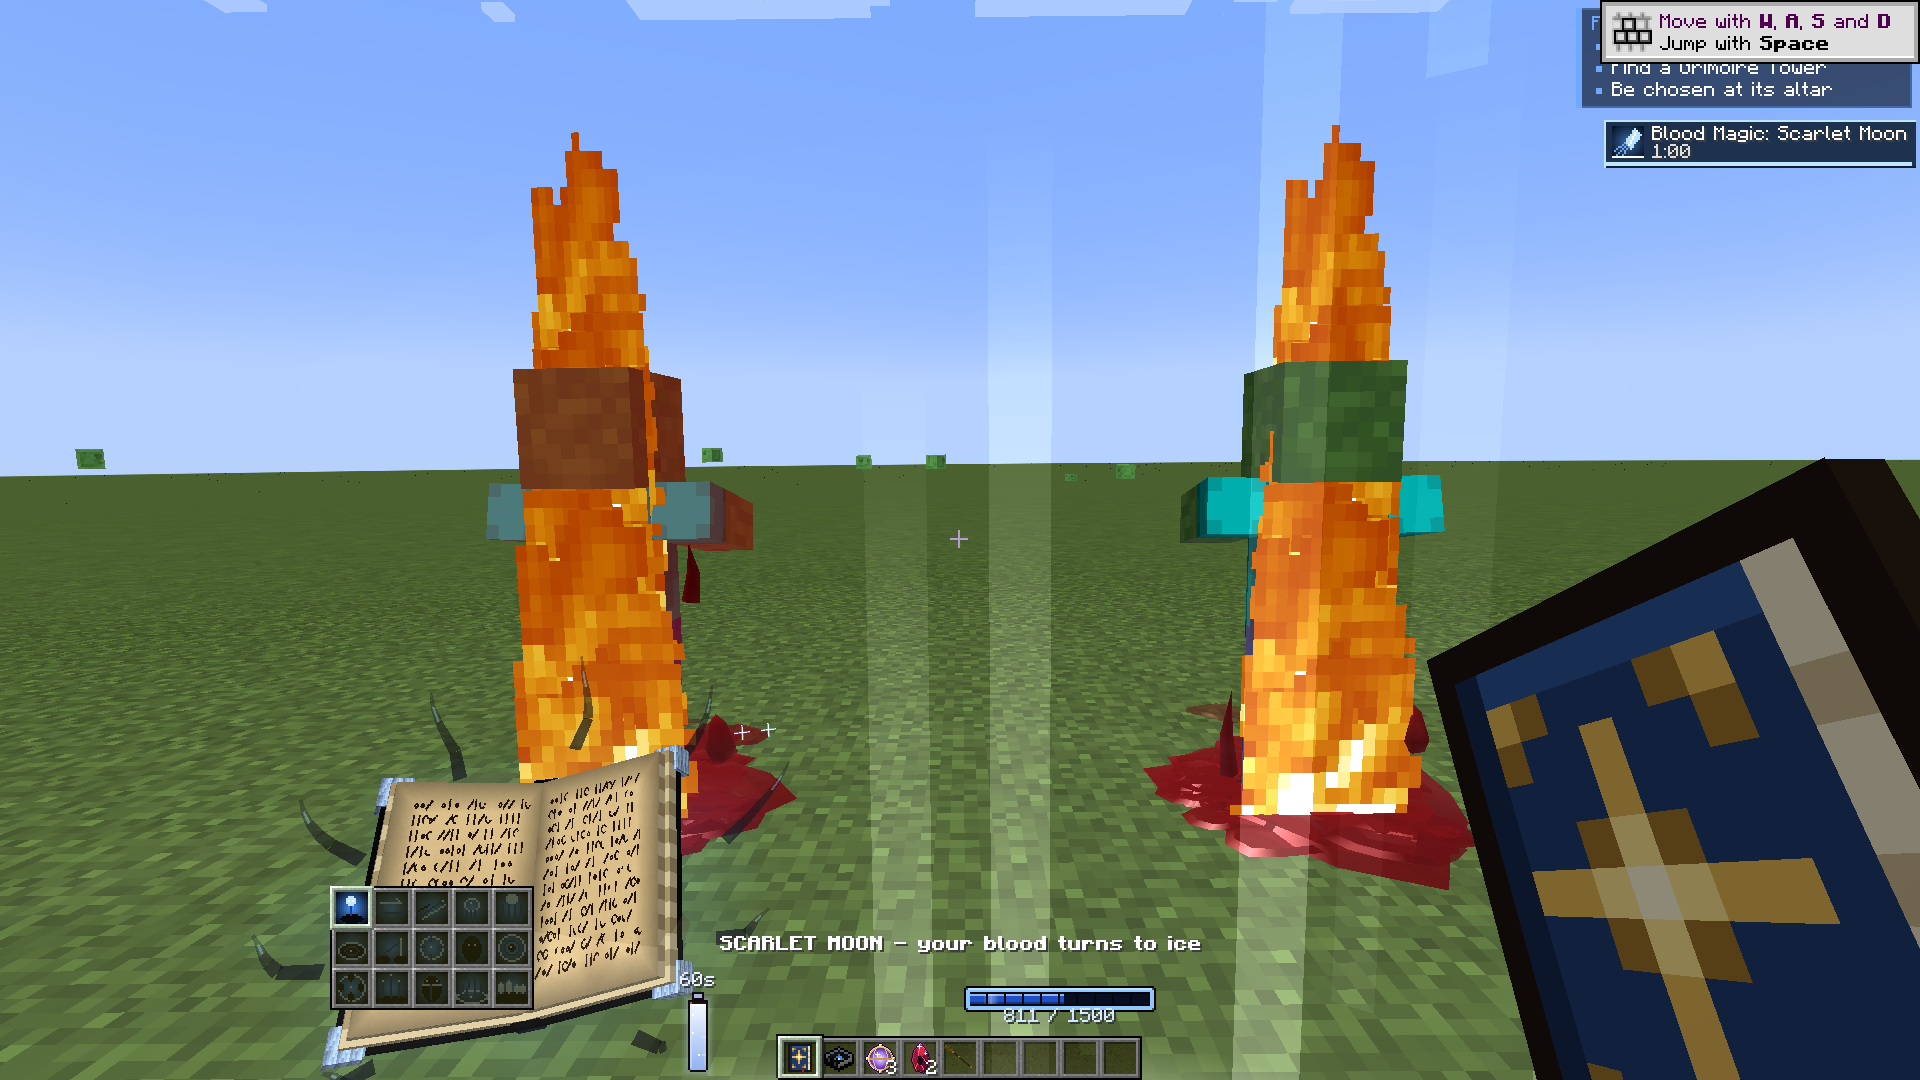 Move with W, A, S and D
Jump with Space
Find a Grimoire Tower
Be chosen at its altar
Blood Magic: Scarlet Moon
1:00
SCARLET MOON – your blood turns to ice
60s
811 / 1500
3
2